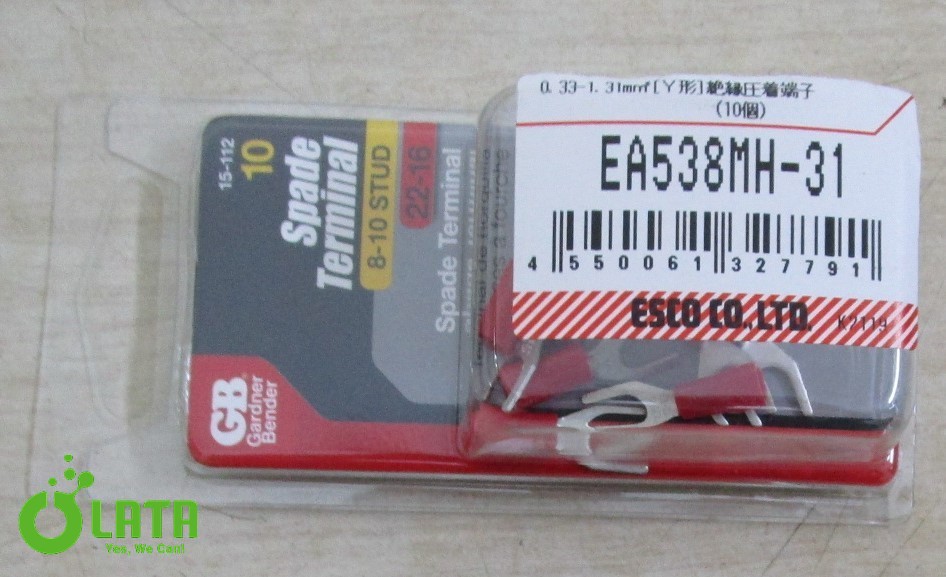 0.33-1.31mm²[Y形]絶縁圧着端子
(10個)
EA538MH-31
4 550061 327791
ESCO CO.,LTD.
K2119
15-112
10
Spade
Terminal
8-10 STUD
22-16
Spade Terminal
GB
Gardner
Bender
LATA
Yes, We Can!